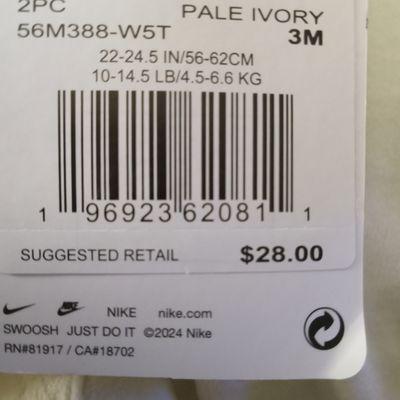 2PC PALE IVORY
56M388-W5T 3M
22-24.5 IN/56-62CM
10-14.5 LB/4.5-6.6 KG
1 96923 62081 1
SUGGESTED RETAIL $28.00
NIKE NIKE nike.com
SWOOSH JUST DO IT ©2024 Nike
RN#81917 / CA#18702